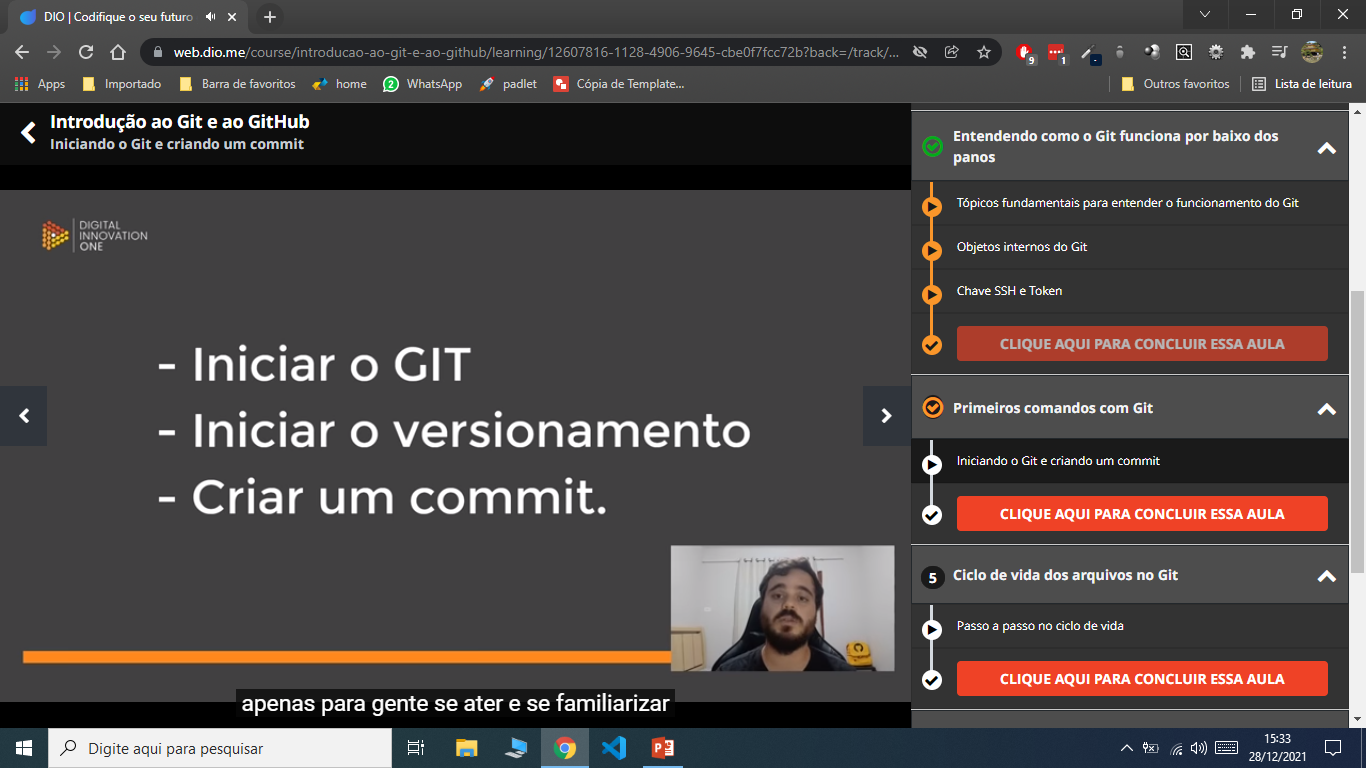 DIO | Codifique o seu futuro
web.dio.me/course/introducao-ao-git-e-ao-github/learning/12607816-1128-4906-9645-cbe0f7fcc72b?back=/track/...
9
1
-
Apps
Importado
Barra de favoritos
home
2
WhatsApp
padlet
Cópia de Template...
Outros favoritos
Lista de leitura
Introdução ao Git e ao GitHub
Iniciando o Git e criando um commit
DIGITAL
INNOVATION
ONE
- Iniciar o GIT
- Iniciar o versionamento
- Criar um commit.
apenas para gente se ater e se familiarizar
Entendendo como o Git funciona por baixo dos
panos
Tópicos fundamentais para entender o funcionamento do Git
Objetos internos do Git
Chave SSH e Token
CLIQUE AQUI PARA CONCLUIR ESSA AULA
Primeiros comandos com Git
Iniciando o Git e criando um commit
CLIQUE AQUI PARA CONCLUIR ESSA AULA
5
Ciclo de vida dos arquivos no Git
Passo a passo no ciclo de vida
CLIQUE AQUI PARA CONCLUIR ESSA AULA
Digite aqui para pesquisar
15:33
28/12/2021